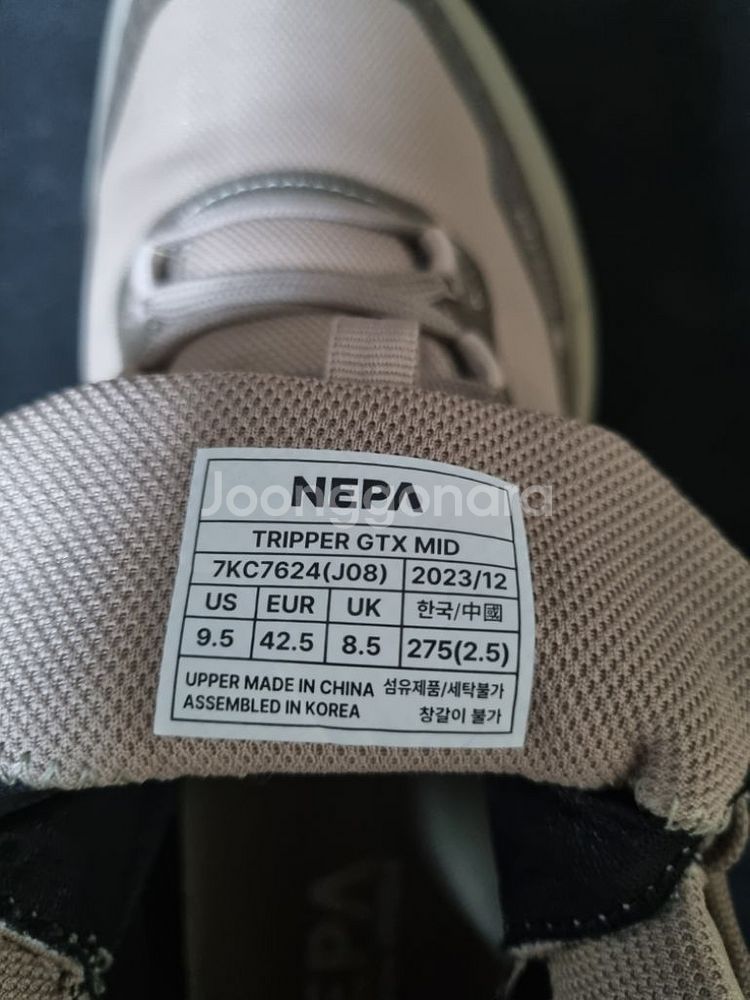 NEPA
Joonggonara
TRIPPER GTX MID
7KC7624(J08) 2023/12
US EUR UK 한국/中國
9.5 42.5 8.5 275(2.5)
UPPER MADE IN CHINA 섬유제품/세탁불가
ASSEMBLED IN KOREA 창갈이 불가